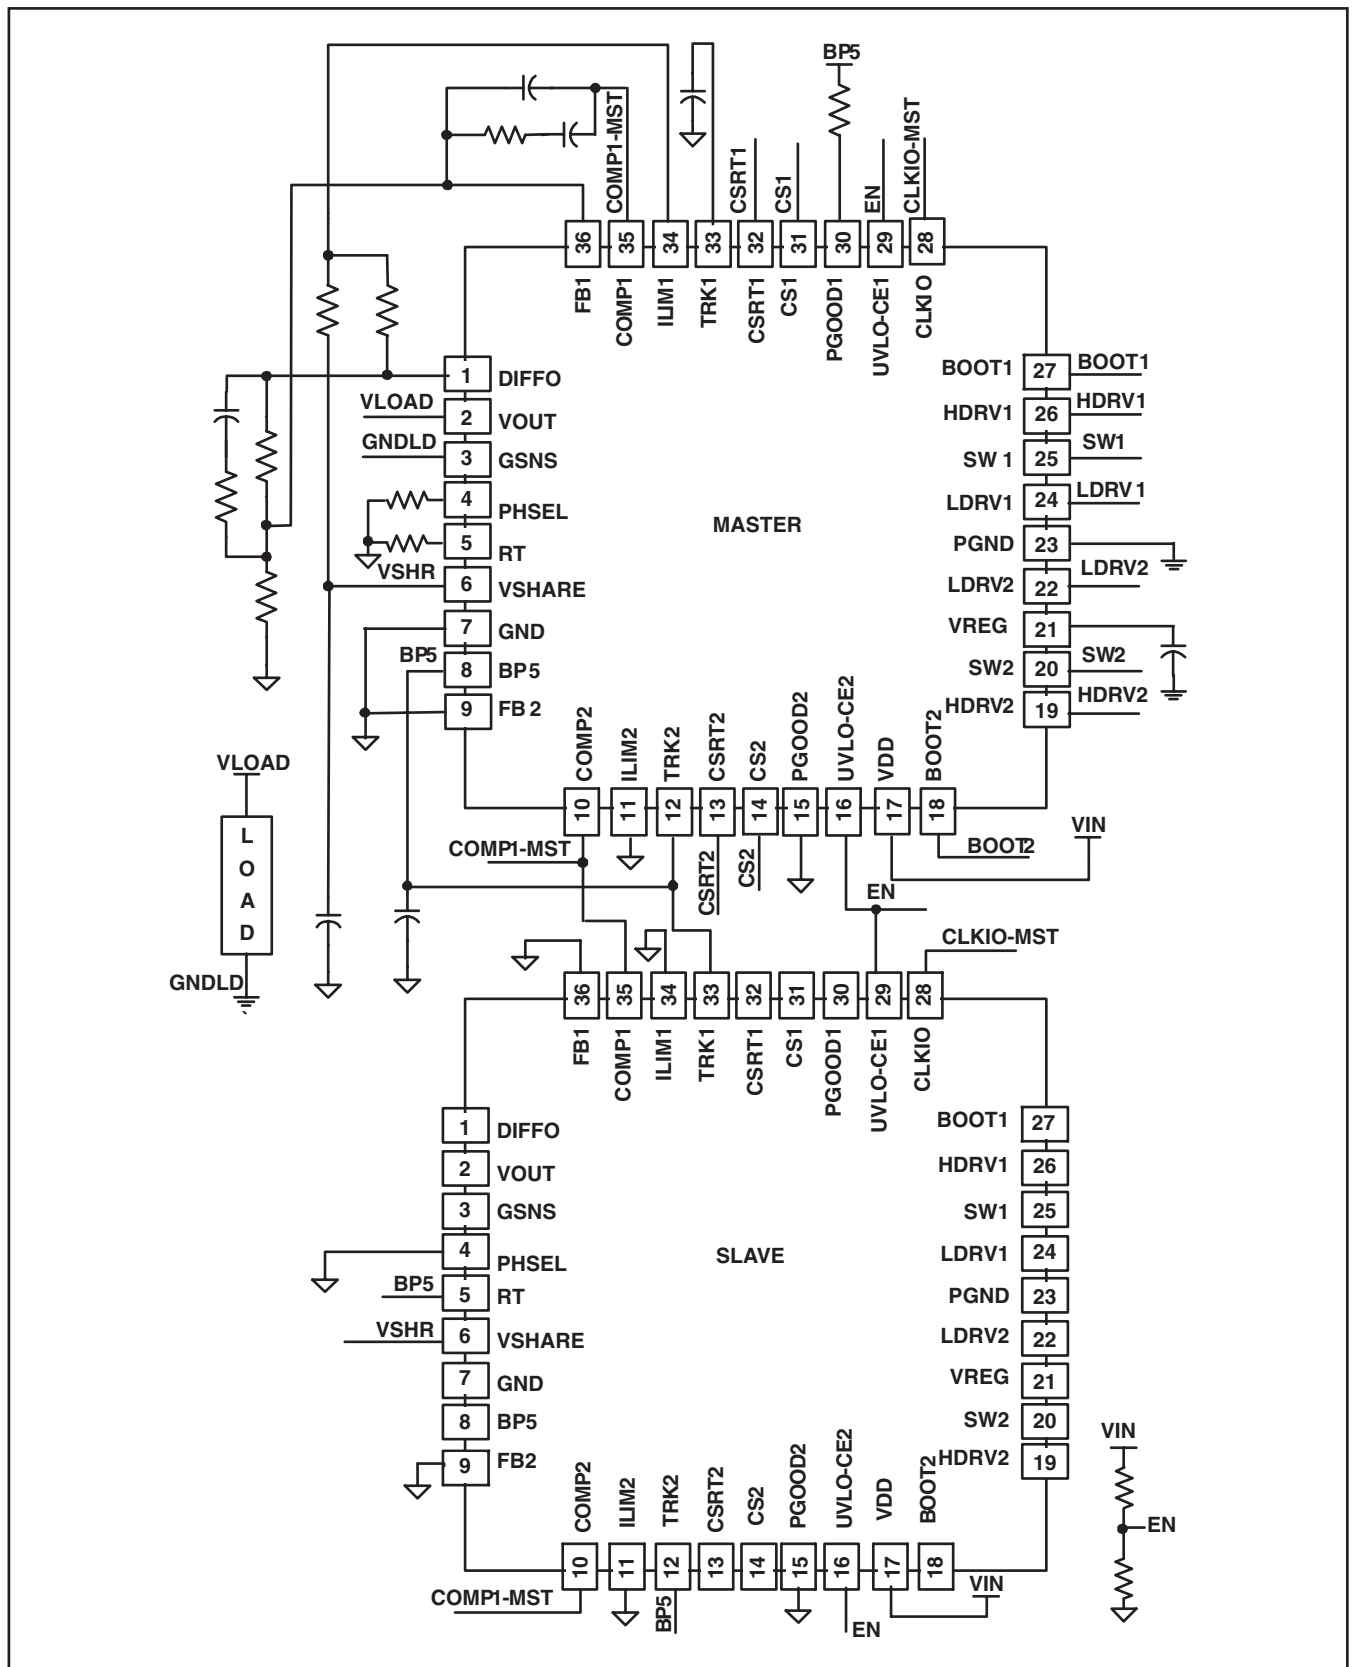 BP5
COMP1-MST
CSRT1
CS1
EN
CLKIO-MST
36
35
34
33
32
31
30
29
28
FB1
COMP1
ILIM1
TRK1
CSRT1
CS1
PGOOD1
UVLO-CE1
CLKIO
1 DIFFO
VLOAD 2 VOUT
GNDLD 3 GSNS
4 PHSEL
5 RT
VSHR 6 VSHARE
7 GND
BP5 8 BP5
9 FB2
MASTER
BOOT1 27 BOOT1
HDRV1 26 HDRV1
SW1 25 SW1
LDRV1 24 LDRV1
PGND 23
LDRV2 22 LDRV2
VREG 21
SW2 20 SW2
HDRV2 19 HDRV2
COMP2
ILIM2
TRK2
CSRT2
CS2
PGOOD2
UVLO-CE2
VDD
BOOT2
10
11
12
13
14
15
16
17
18
COMP1-MST
CSRT2
CS2
BOOT2
VIN
EN
CLKIO-MST
VLOAD
LOAD
GNDLD
36
35
34
33
32
31
30
29
28
FB1
COMP1
ILIM1
TRK1
CSRT1
CS1
PGOOD1
UVLO-CE1
CLKIO
1 DIFFO
2 VOUT
3 GSNS
4 PHSEL
BP5 5 RT
VSHR 6 VSHARE
7 GND
8 BP5
9 FB2
SLAVE
BOOT1 27
HDRV1 26
SW1 25
LDRV1 24
PGND 23
LDRV2 22
VREG 21
SW2 20
HDRV2 19
COMP2
ILIM2
TRK2
CSRT2
CS2
PGOOD2
UVLO-CE2
VDD
BOOT2
10
11
12
13
14
15
16
17
18
COMP1-MST
BP5
EN
VIN
VIN
EN